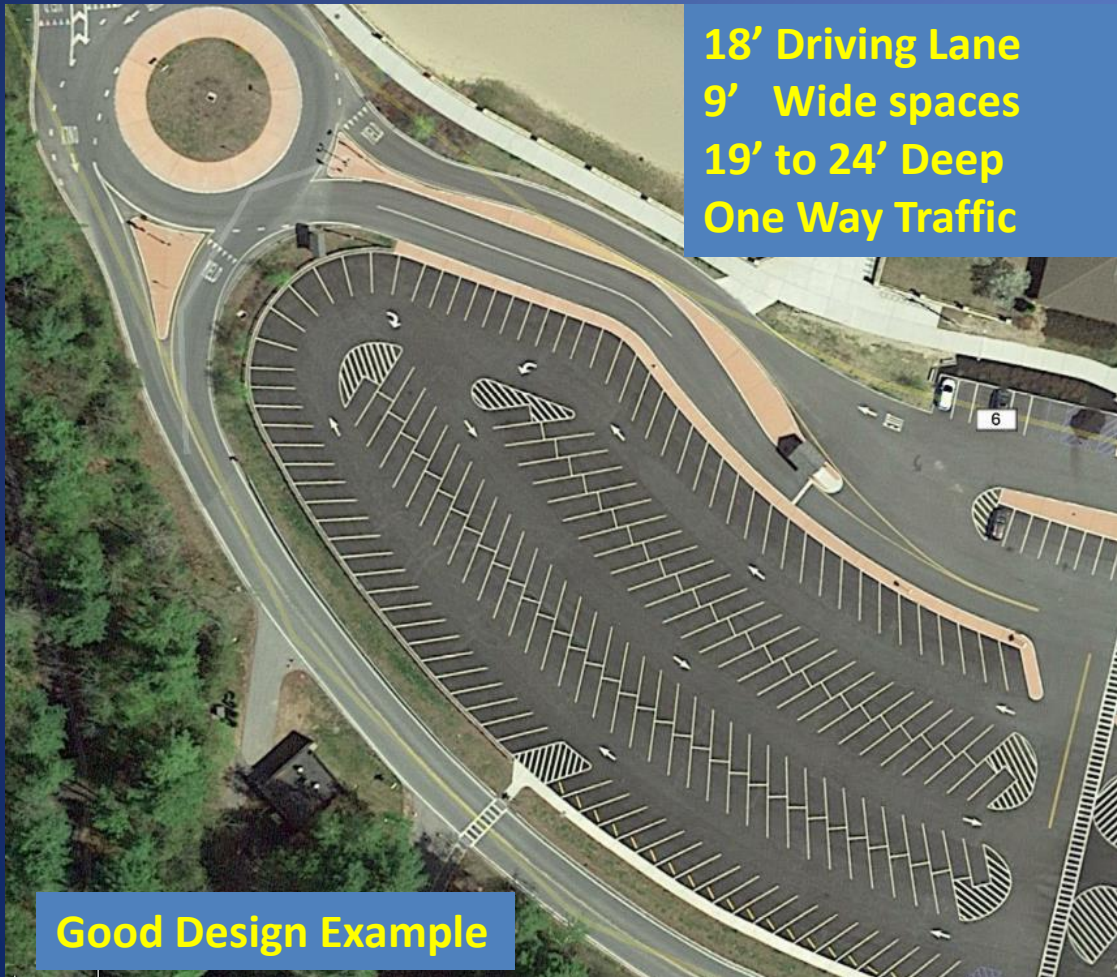 18’ Driving Lane
9’ Wide spaces
19’ to 24’ Deep
One Way Traffic
6
Good Design Example